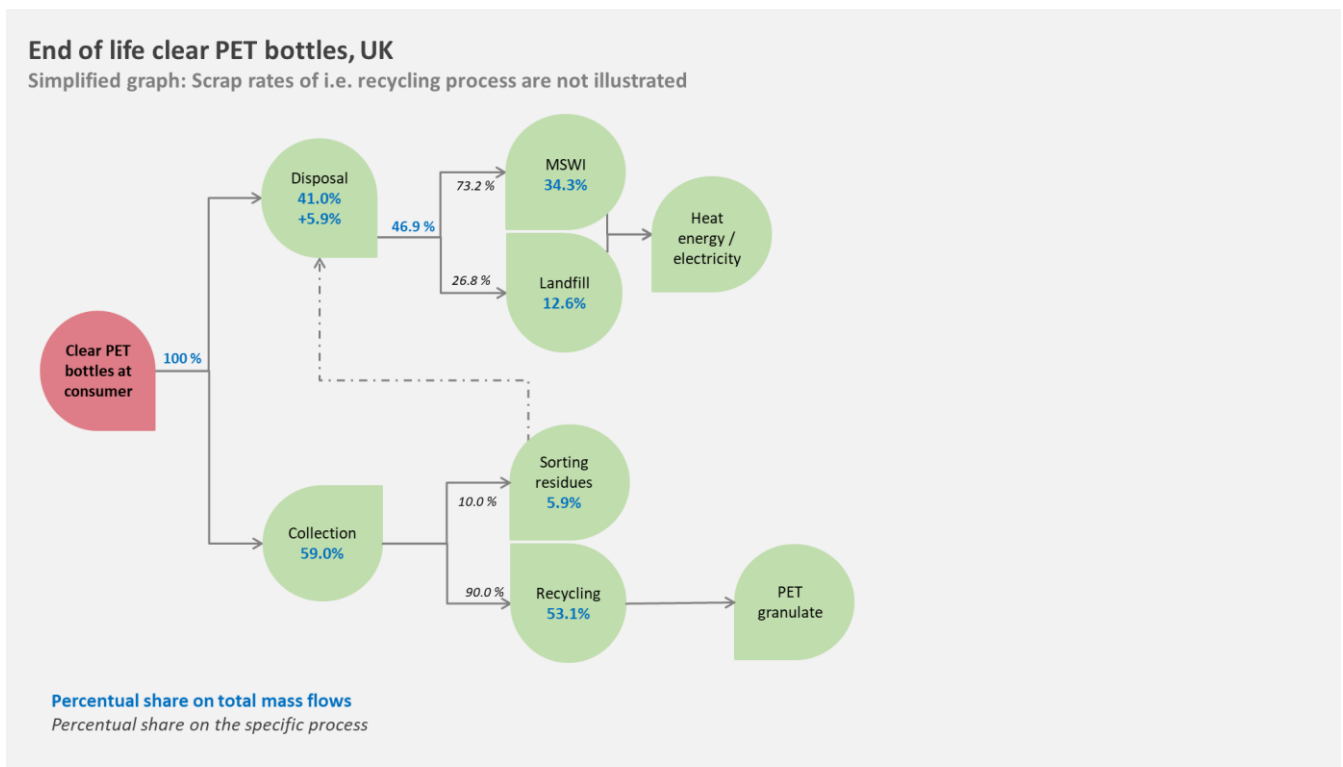 End of life clear PET bottles, UK
Simplified graph: Scrap rates of i.e. recycling process are not illustrated
Disposal
41.0%
+5.9%
46.9 %
73.2 %
MSWI
34.3%
26.8 %
Landfill
12.6%
Heat
energy /
electricity
Clear PET
bottles at
consumer
100 %
Collection
59.0%
10.0 %
Sorting
residues
5.9%
90.0 %
Recycling
53.1%
PET
granulate
Percentual share on total mass flows
Percentual share on the specific process